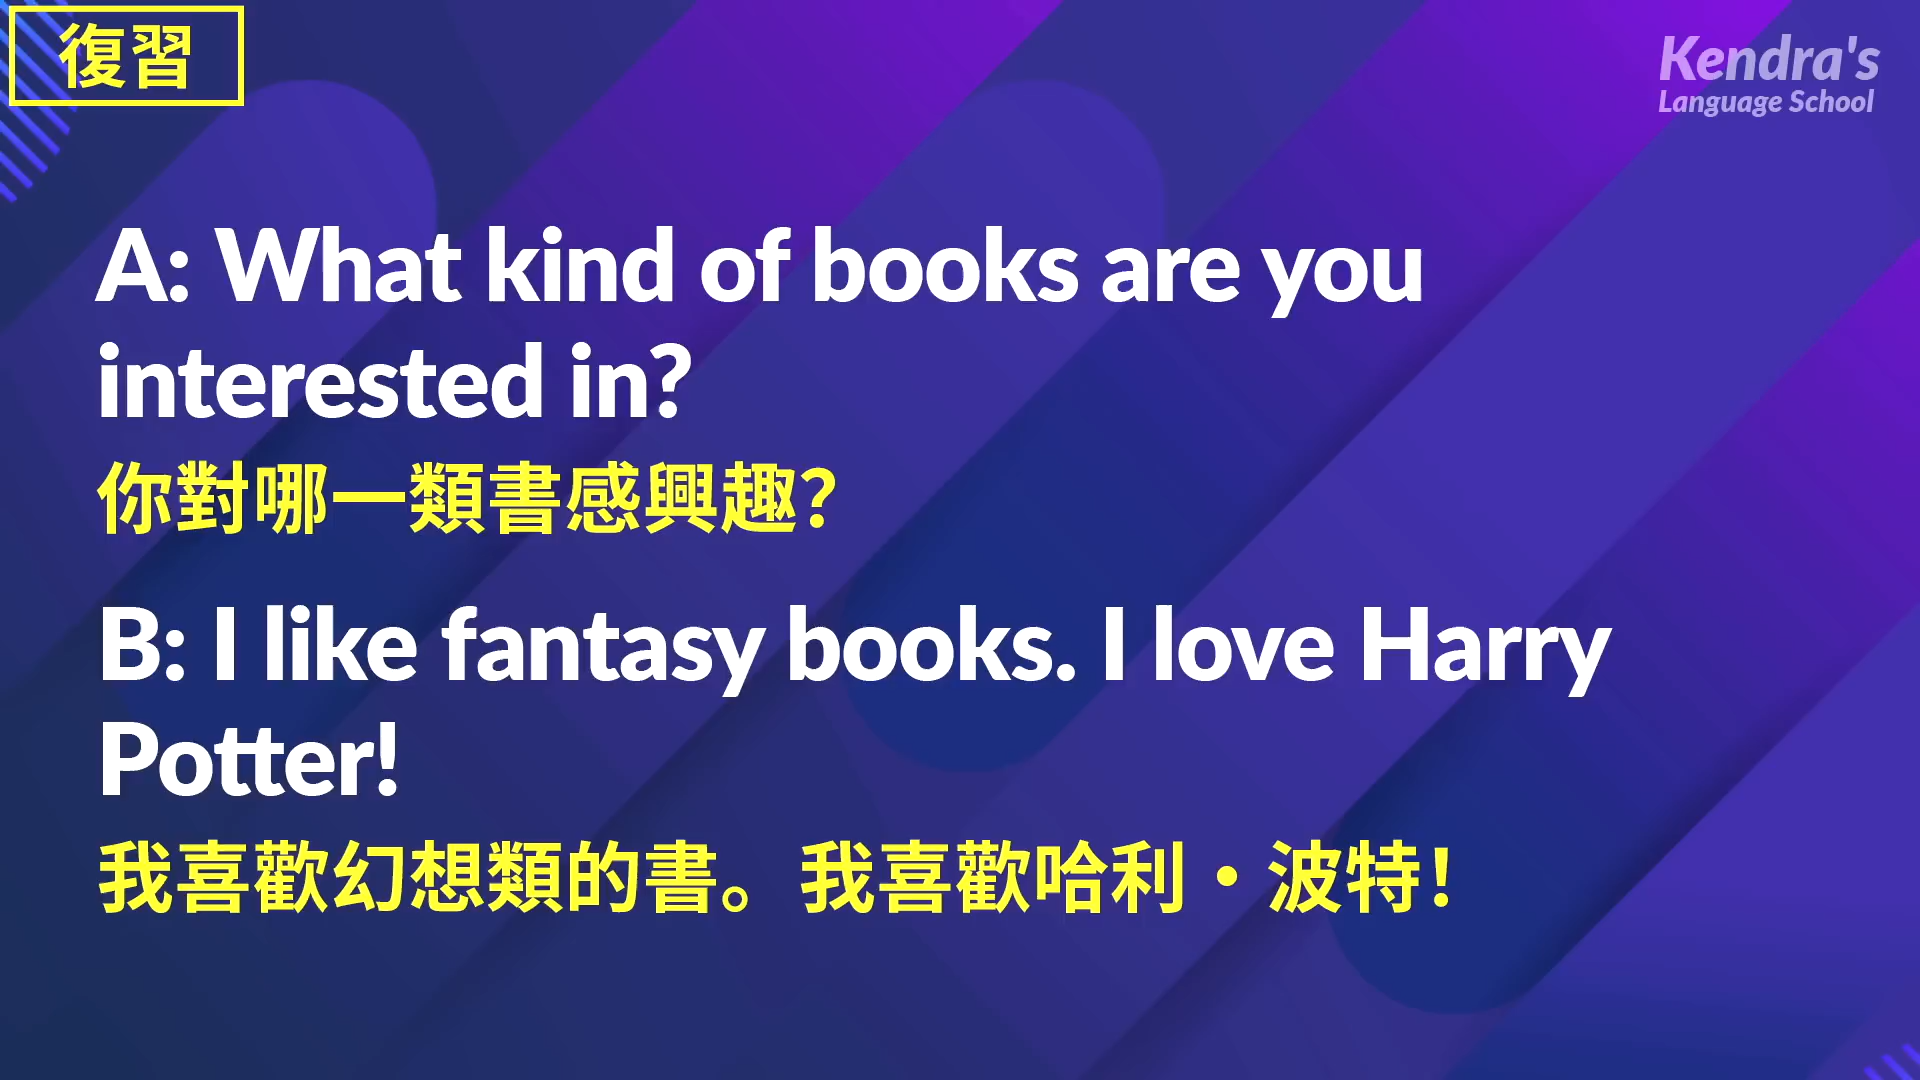 復習
Kendra's
Language School
A: What kind of books are you
interested in?
你對哪一類書感興趣?
B: I like fantasy books. I love Harry
Potter!
我喜歡幻想類的書。我喜歡哈利·波特!